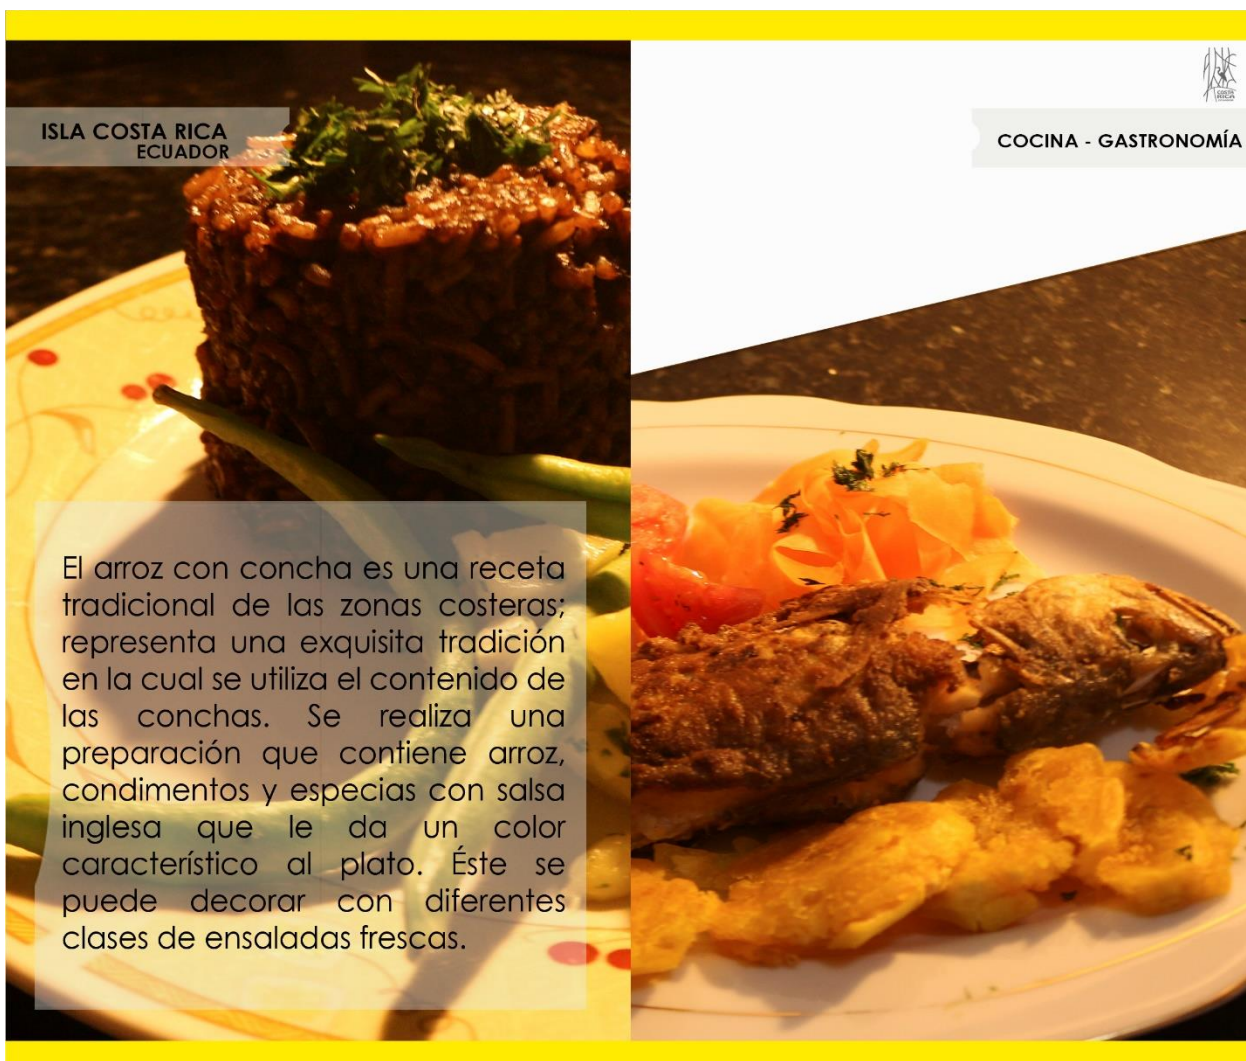 ISLA COSTA RICA
ECUADOR
COSTA
RICA
COCINA - GASTRONOMÍA
El arroz con concha es una receta
tradicional de las zonas costeras;
representa una exquisita tradición
en la cual se utiliza el contenido de
las conchas. Se realiza una
preparación que contiene arroz,
condimentos y especias con salsa
inglesa que le da un color
característico al plato. Éste se
puede decorar con diferentes
clases de ensaladas frescas.